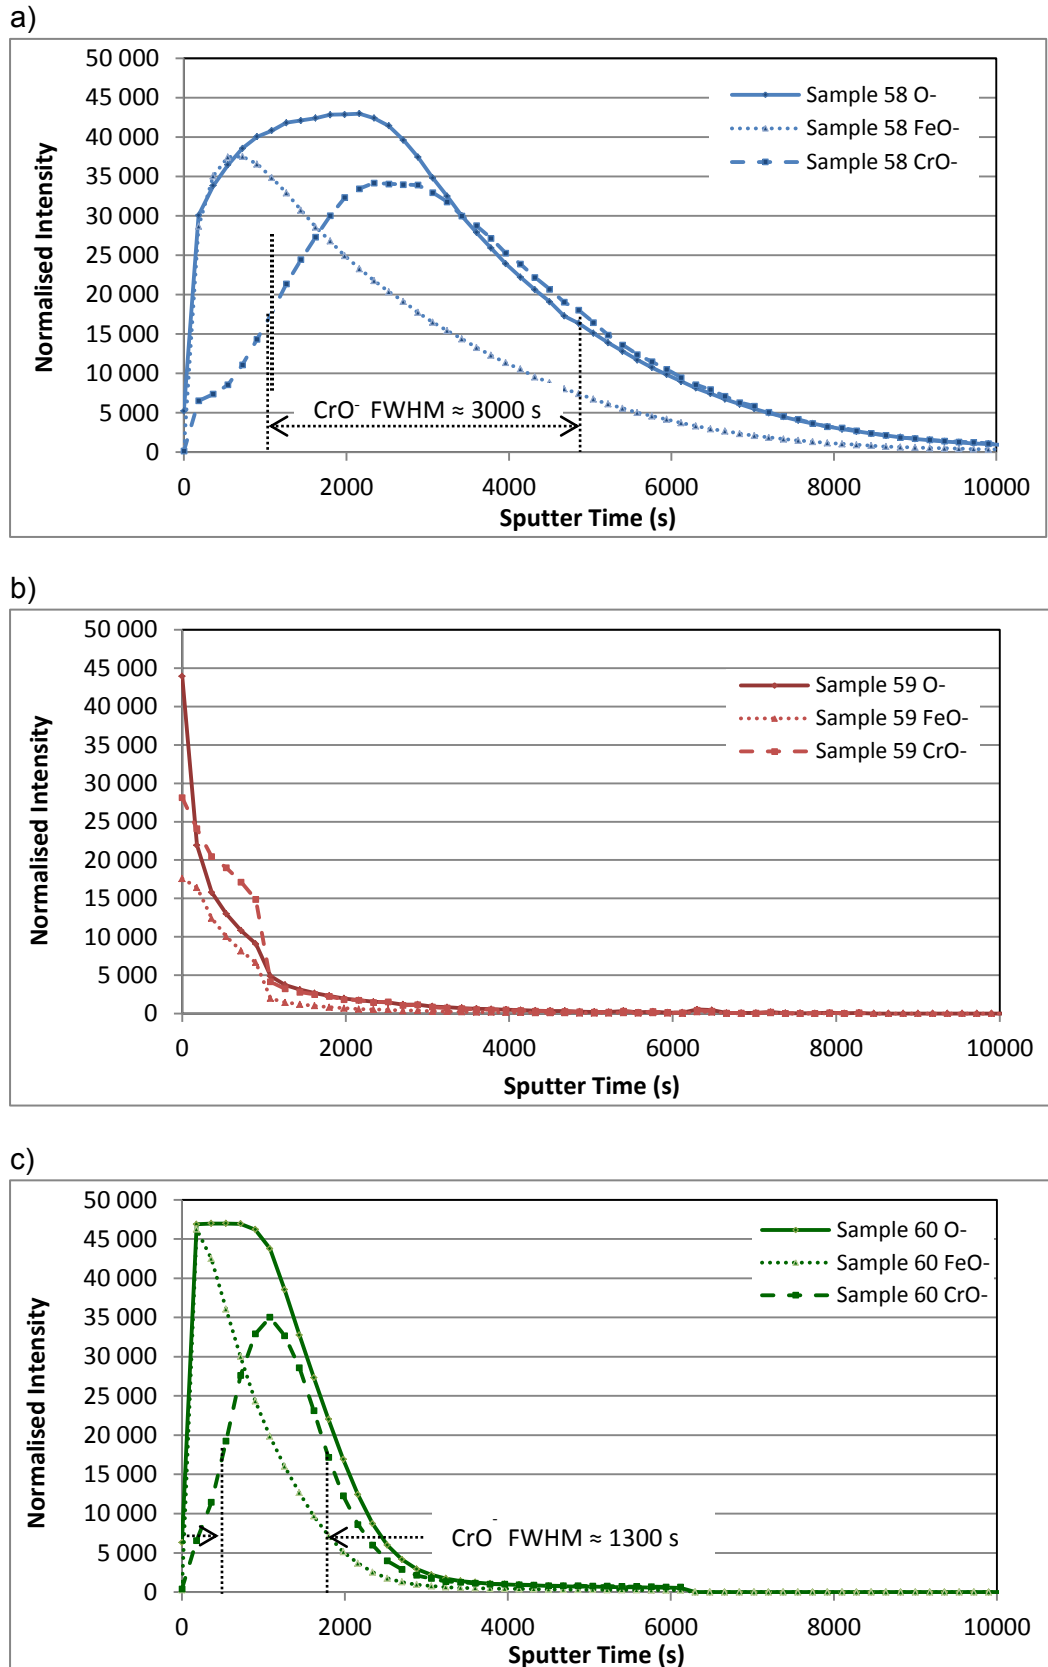 a)
50 000
45 000
40 000
35 000
30 000
25 000
20 000
15 000
10 000
5 000
0
Normalised Intensity
Sample 58 O-
Sample 58 FeO-
Sample 58 CrO-
CrO⁻ FWHM ≈ 3000 s
0 2000 4000 6000 8000 10000
Sputter Time (s)
b)
50 000
45 000
40 000
35 000
30 000
25 000
20 000
15 000
10 000
5 000
0
Normalised Intensity
Sample 59 O-
Sample 59 FeO-
Sample 59 CrO-
0 2000 4000 6000 8000 10000
Sputter Time (s)
c)
50 000
45 000
40 000
35 000
30 000
25 000
20 000
15 000
10 000
5 000
0
Normalised Intensity
Sample 60 O-
Sample 60 FeO-
Sample 60 CrO-
CrO⁻ FWHM ≈ 1300 s
0 2000 4000 6000 8000 10000
Sputter Time (s)